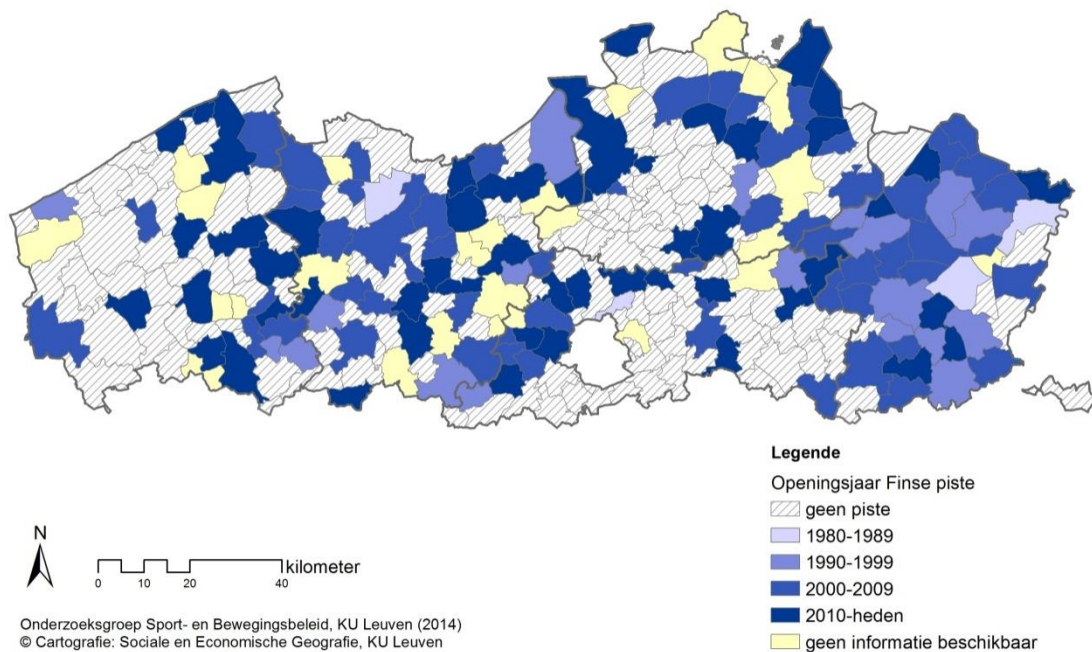 Legende
Openingsjaar Finse piste
geen piste
1980-1989
1990-1999
2000-2009
2010-heden
geen informatie beschikbaar
N
kilometer
0 10 20 40
Onderzoeksgroep Sport- en Bewegingsbeleid, KU Leuven (2014)
© Cartografie: Sociale en Economische Geografie, KU Leuven